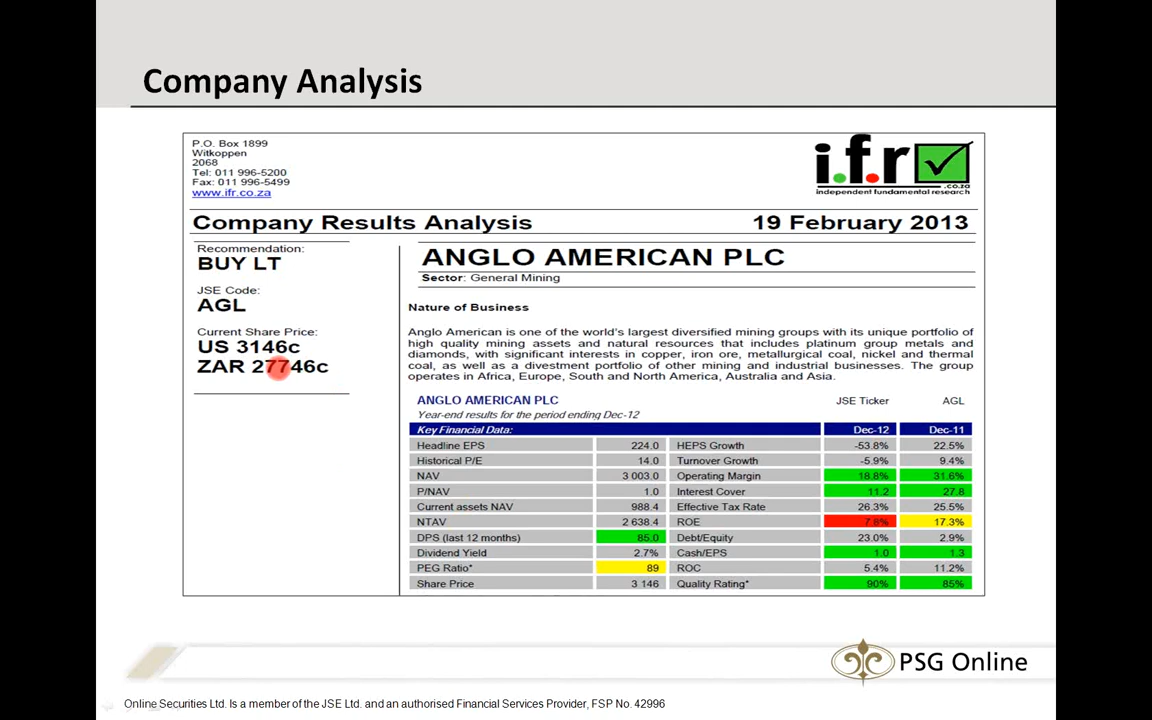 Company Analysis
P.O. Box 1899
Witkoppen
2068
Tel: 011 996-5200
Fax: 011 996-5499
www.ifr.co.za
i.f.r
.co.za
independent fundamental research
Company Results Analysis 19 February 2013
Recommendation:
BUY LT
JSE Code:
AGL
Current Share Price:
US 3146c
ZAR 27746c
ANGLO AMERICAN PLC
Sector: General Mining
Nature of Business
Anglo American is one of the world's largest diversified mining groups with its unique portfolio of
high quality mining assets and natural resources that includes platinum group metals and
diamonds, with significant interests in copper, iron ore, metallurgical coal, nickel and thermal
coal, as well as a divestment portfolio of other mining and industrial businesses. The group
operates in Africa, Europe, South and North America, Australia and Asia.
ANGLO AMERICAN PLC JSE Ticker AGL
Year-end results for the period ending Dec-12
Key Financial Data: Dec-12 Dec-11
Headline EPS 224.0 HEPS Growth -53.8% 22.5%
Historical P/E 14.0 Turnover Growth -5.9% 9.4%
NAV 3 003.0 Operating Margin 18.8% 31.6%
P/NAV 1.0 Interest Cover 11.2 27.8
Current assets NAV 988.4 Effective Tax Rate 26.3% 25.5%
NTAV 2 638.4 ROE 7.8% 17.3%
DPS (last 12 months) 85.0 Debt/Equity 23.0% 2.9%
Dividend Yield 2.7% Cash/EPS 1.0 1.3
PEG Ratio* 89 ROC 5.4% 11.2%
Share Price 3 146 Quality Rating* 90% 85%
PSG Online
Online Securities Ltd. Is a member of the JSE Ltd. and an authorised Financial Services Provider, FSP No. 42996